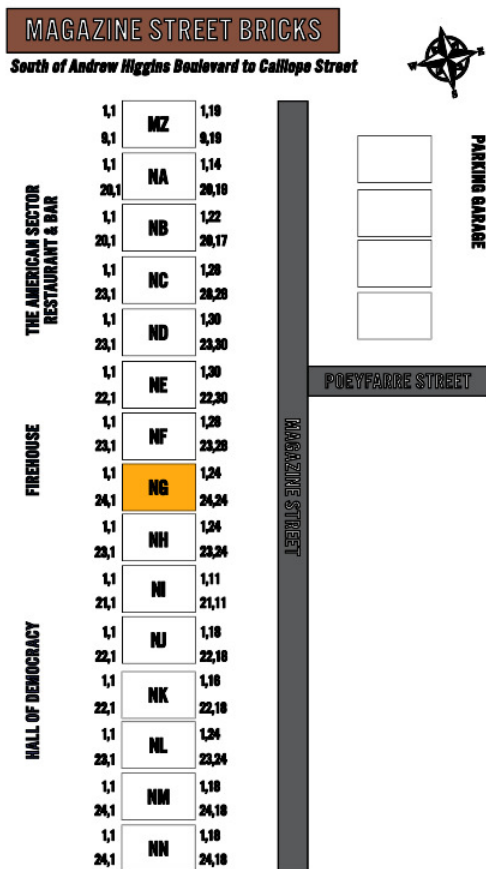 MAGAZINE STREET BRICKS
South of Andrew Higgins Boulevard to Calliope Street
1,1 MZ 1,19
9,1 9,19
1,1 NA 1,14
20,1 20,18
1,1 NB 1,22
20,1 20,17
1,1 NC 1,28
23,1 28,28
1,1 ND 1,30
23,1 23,30
1,1 NE 1,30
22,1 22,30
1,1 NF 1,28
23,1 23,28
1,1 NG 1,24
24,1 24,24
1,1 NH 1,24
23,1 23,24
1,1 NI 1,11
21,1 21,11
1,1 NJ 1,18
22,1 22,18
1,1 NK 1,16
22,1 22,18
1,1 NL 1,24
23,1 23,24
1,1 NM 1,18
24,1 24,18
1,1 NN 1,18
24,1 24,18
THE AMERICAN SECTOR
RESTAURANT & BAR
FIREHOUSE
HALL OF DEMOCRACY
MAGAZINE STREET
POEYFARRE STREET
PARKING GARAGE
N
E
S
W